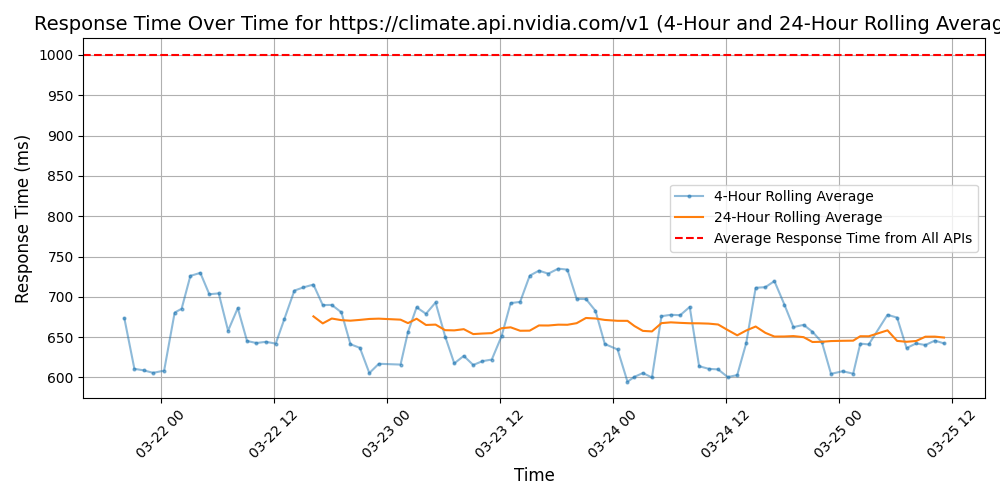 Response Time Over Time for https://climate.api.nvidia.com/v1 (4-Hour and 24-Hour Rolling Averag
1000
950
900
850
800
750
700
650
600
Response Time (ms)
4-Hour Rolling Average
24-Hour Rolling Average
Average Response Time from All APIs
03-22 00
03-22 12
03-23 00
03-23 12
03-24 00
03-24 12
03-25 00
03-25 12
Time